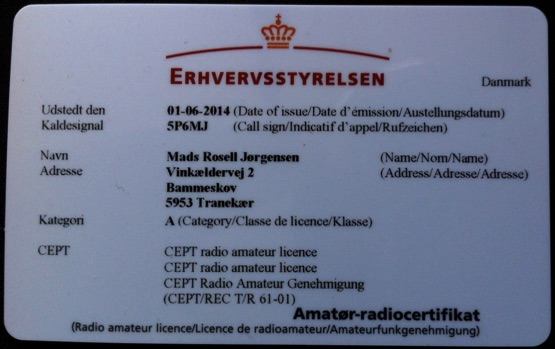 ERHVERVSSTYRELSEN
Danmark
Udstedt den 01-06-2014 (Date of issue/Date d'émission/Austellungsdatum)
Kaldesignal 5P6MJ (Call sign/Indicatif d'appel/Rufzeichen)
Navn Mads Rosell Jørgensen (Name/Nom/Name)
Adresse Vinkældervej 2 (Address/Adresse/Adresse)
Bammeskov
5953 Tranekær
Kategori A (Category/Classe de licence/Klasse)
CEPT CEPT radio amateur licence
CEPT radio amateur licence
CEPT Radio Amateur Genehmigung
(CEPT/REC T/R 61-01)
Amatør-radiocertifikat
(Radio amateur licence/Licence de radioamateur/Amateurfunkgenehmigung)